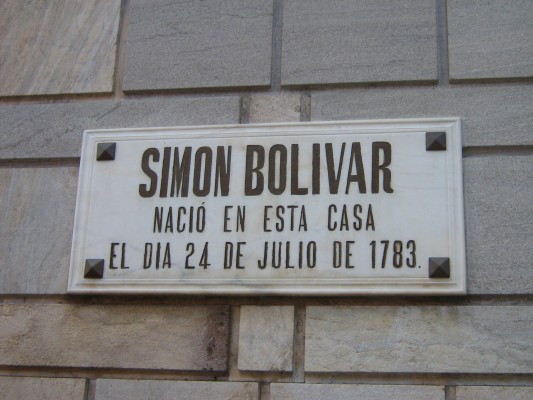 SIMON BOLIVAR
NACIÓ EN ESTA CASA
EL DIA 24 DE JULIO DE 1783.